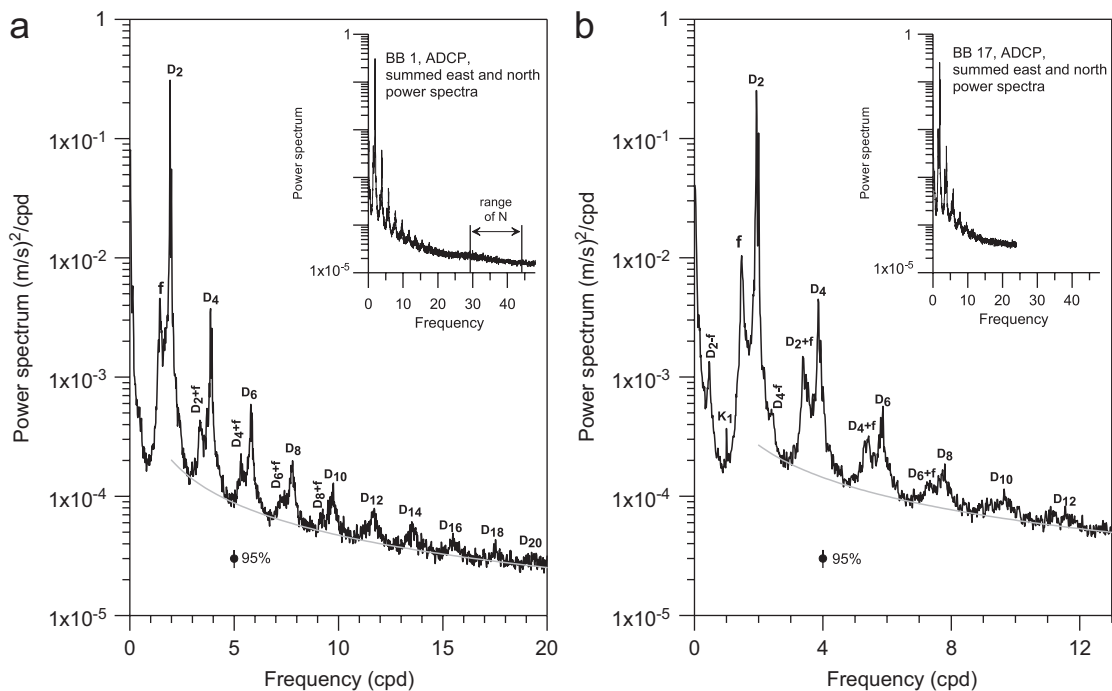 a
1
1x10⁻¹
1x10⁻²
1x10⁻³
1x10⁻⁴
1x10⁻⁵
Power spectrum (m/s)²/cpd
0
5
10
15
20
Frequency (cpd)
D₂
f
D₄
D₂+f
D₆
D₄+f
D₈
D₆+f
D₁₀
D₈+f
D₁₂
D₁₄
D₁₆
D₁₈
D₂₀
95%
BB 1, ADCP,
summed east and north
power spectra
range
of N
1
1x10⁻⁵
Power spectrum
0
10
20
30
40
Frequency
b
1
1x10⁻¹
1x10⁻²
1x10⁻³
1x10⁻⁴
1x10⁻⁵
Power spectrum (m/s)²/cpd
0
4
8
12
Frequency (cpd)
D₂
f
D₄
D₂-f
K₁
D₄-f
D₂+f
D₆
D₄+f
D₈
D₆+f
D₁₀
D₁₂
95%
BB 17, ADCP,
summed east and north
power spectra
1
1x10⁻⁵
Power spectrum
0
10
20
30
40
Frequency